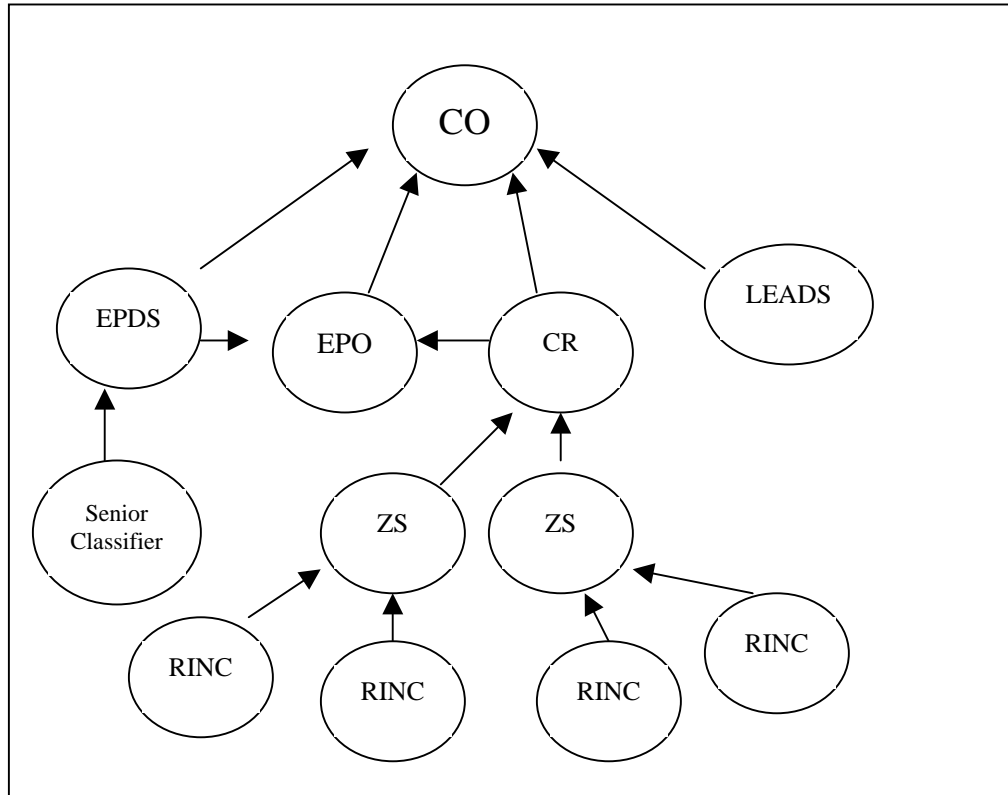 CO
EPDS
EPO
CR
LEADS
Senior
Classifier
ZS
ZS
RINC
RINC
RINC
RINC